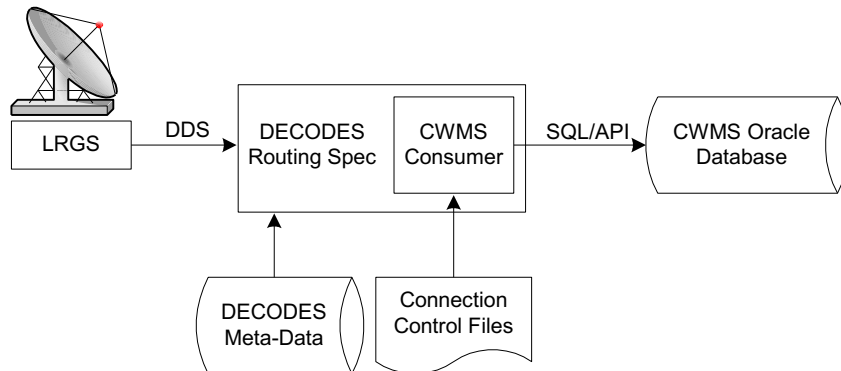 LRGS
DDS
DECODES
Routing Spec
CWMS
Consumer
SQL/API
CWMS Oracle
Database
DECODES
Meta-Data
Connection
Control Files